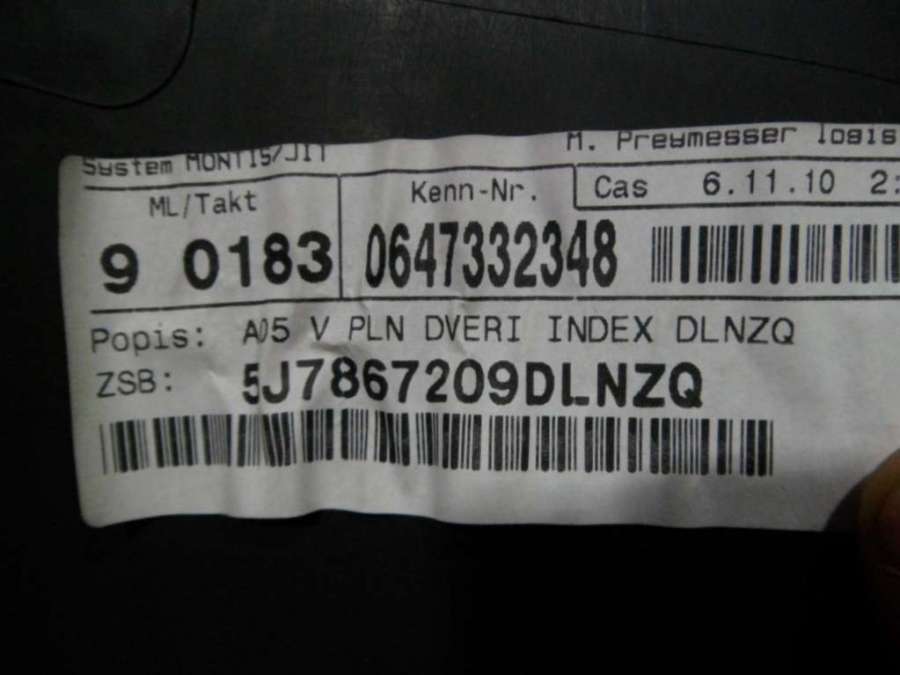 System MONTIS/JIT M. Preymesser logis
ML/Takt Kenn-Nr. Cas 6.11.10 2:
9 0183 0647332348
Popis: A05 V PLN DVERI INDEX DLNZQ
ZSB: 5J7867209DLNZQ